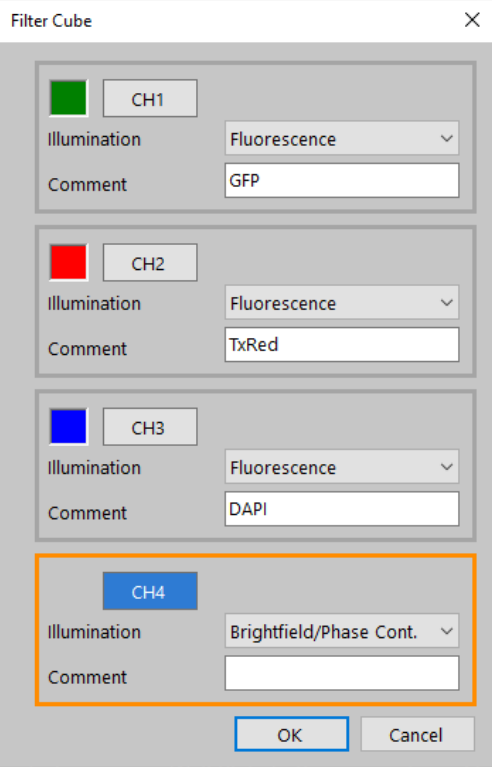 Filter Cube
CH1
Illumination Fluorescence
Comment GFP
CH2
Illumination Fluorescence
Comment TxRed
CH3
Illumination Fluorescence
Comment DAPI
CH4
Illumination Brightfield/Phase Cont.
Comment
OK Cancel